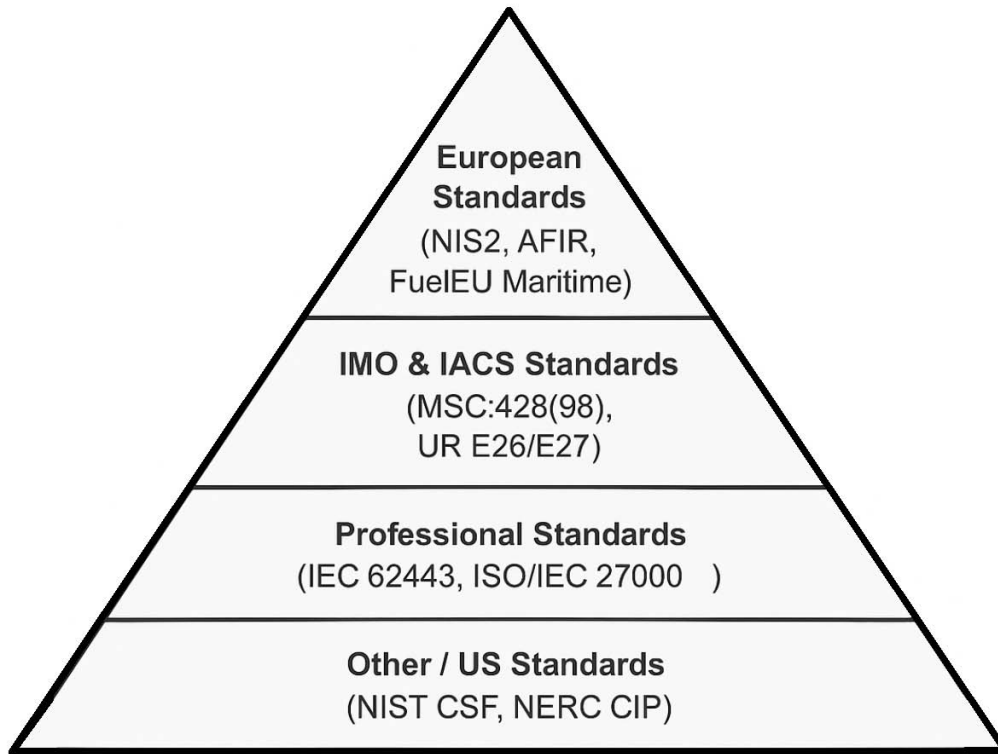 European
Standards
(NIS2, AFIR,
FuelEU Maritime)
IMO & IACS Standards
(MSC:428(98),
UR E26/E27)
Professional Standards
(IEC 62443, ISO/IEC 27000 )
Other / US Standards
(NIST CSF, NERC CIP)